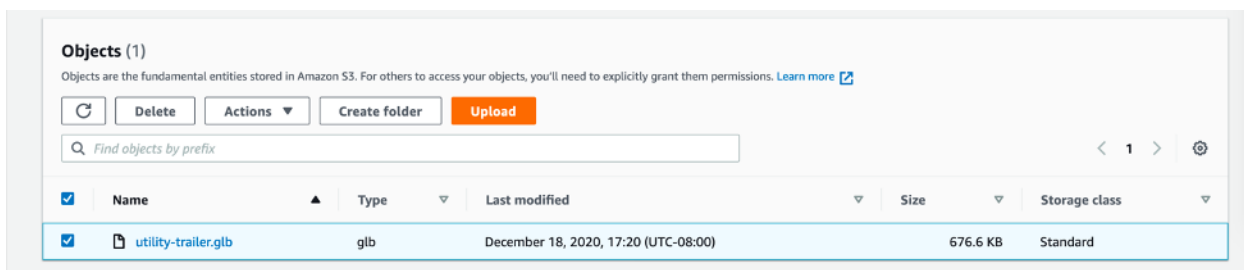 Objects (1)
Objects are the fundamental entities stored in Amazon S3. For others to access your objects, you'll need to explicitly grant them permissions. Learn more
Delete Actions Create folder Upload
Find objects by prefix 1
Name Type Last modified Size Storage class
utility-trailer.glb glb December 18, 2020, 17:20 (UTC-08:00) 676.6 KB Standard